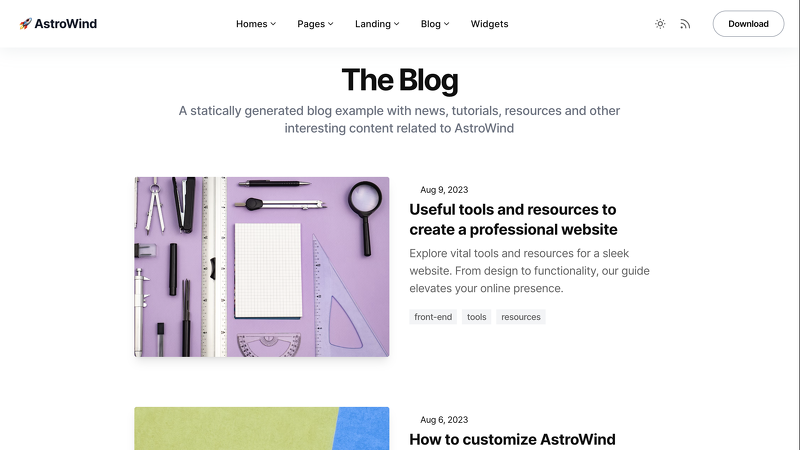 AstroWind
Homes
Pages
Landing
Blog
Widgets
Download
The Blog
A statically generated blog example with news, tutorials, resources and other
interesting content related to AstroWind
Aug 9, 2023
Useful tools and resources to
create a professional website
Explore vital tools and resources for a sleek
website. From design to functionality, our guide
elevates your online presence.
front-end
tools
resources
Aug 6, 2023
How to customize AstroWind